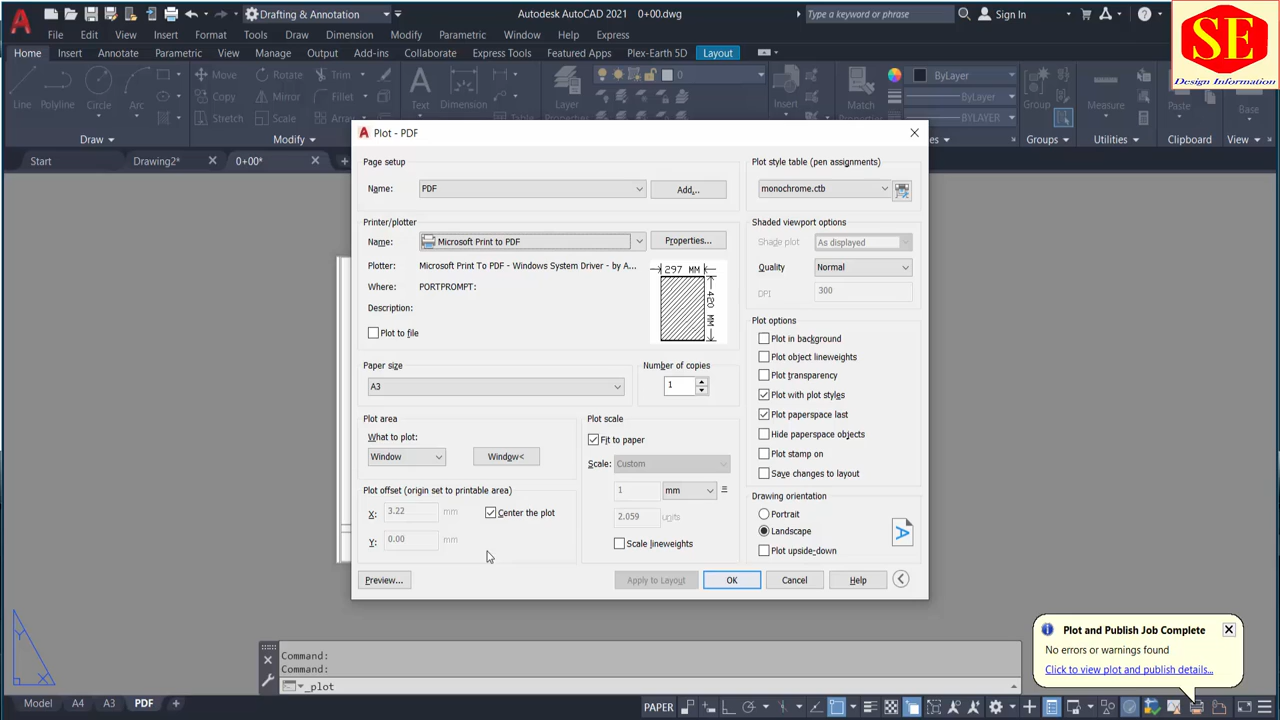 Drafting & Annotation
Autodesk AutoCAD 2021 0+00.dwg
Type a keyword or phrase
Sign In
SE
Design Information
File Edit View Insert Format Tools Draw Dimension Modify Parametric Window Help Express
Home Insert Annotate Parametric View Manage Output Add-ins Collaborate Express Tools Featured Apps Plex-Earth 5D Layout
Line Polyline Circle Arc
Move Rotate Trim
Copy Mirror Fillet
Stretch Scale Array
Text Dimension
Layer
0
Insert
Match
ByLayer
ByLayer
BYLAYER
Group
Measure
Paste
Base
Draw Modify Groups Utilities Clipboard View
Start Drawing2* 0+00*
Plot - PDF
Page setup
Name: PDF Add...
Printer/plotter
Name: Microsoft Print to PDF Properties...
Plotter: Microsoft Print To PDF - Windows System Driver - by A...
Where: PORTPROMPT:
Description:
Plot to file
297 MM
420 MM
Paper size
A3
Number of copies
1
Plot area
What to plot:
Window Window<
Plot offset (origin set to printable area)
X: 3.22 mm
Center the plot
Y: 0.00 mm
Plot scale
Fit to paper
Scale: Custom
1 mm =
2.059 units
Scale lineweights
Plot style table (pen assignments)
monochrome.ctb
Shaded viewport options
Shade plot As displayed
Quality Normal
DPI 300
Plot options
Plot in background
Plot object lineweights
Plot transparency
Plot with plot styles
Plot paperspace last
Hide paperspace objects
Plot stamp on
Save changes to layout
Drawing orientation
Portrait
Landscape
Plot upside-down
A
Preview... Apply to Layout OK Cancel Help
Plot and Publish Job Complete
No errors or warnings found
Click to view plot and publish details...
Y
X
Command:
Command:
_plot
Model A4 A3 PDF + PAPER